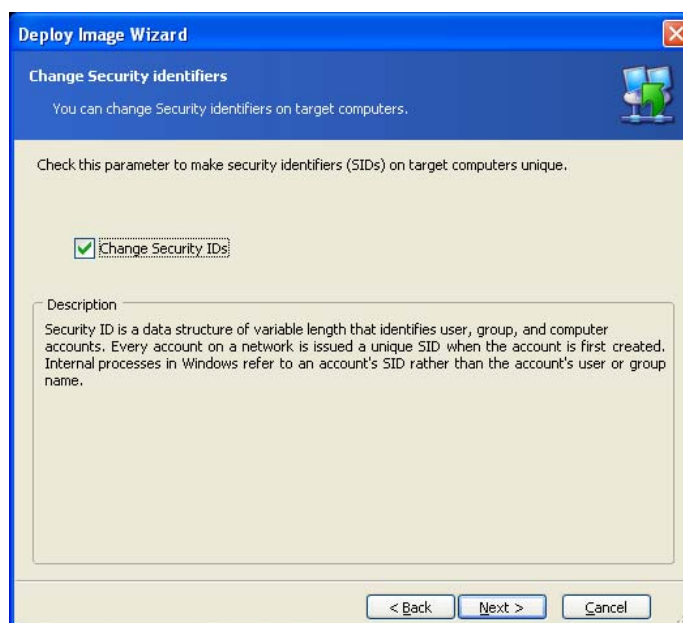 Deploy Image Wizard
Change Security identifiers
You can change Security identifiers on target computers.
Check this parameter to make security identifiers (SIDs) on target computers unique.
Change Security IDs
Description
Security ID is a data structure of variable length that identifies user, group, and computer
accounts. Every account on a network is issued a unique SID when the account is first created.
Internal processes in Windows refer to an account's SID rather than the account's user or group
name.
< Back Next > Cancel